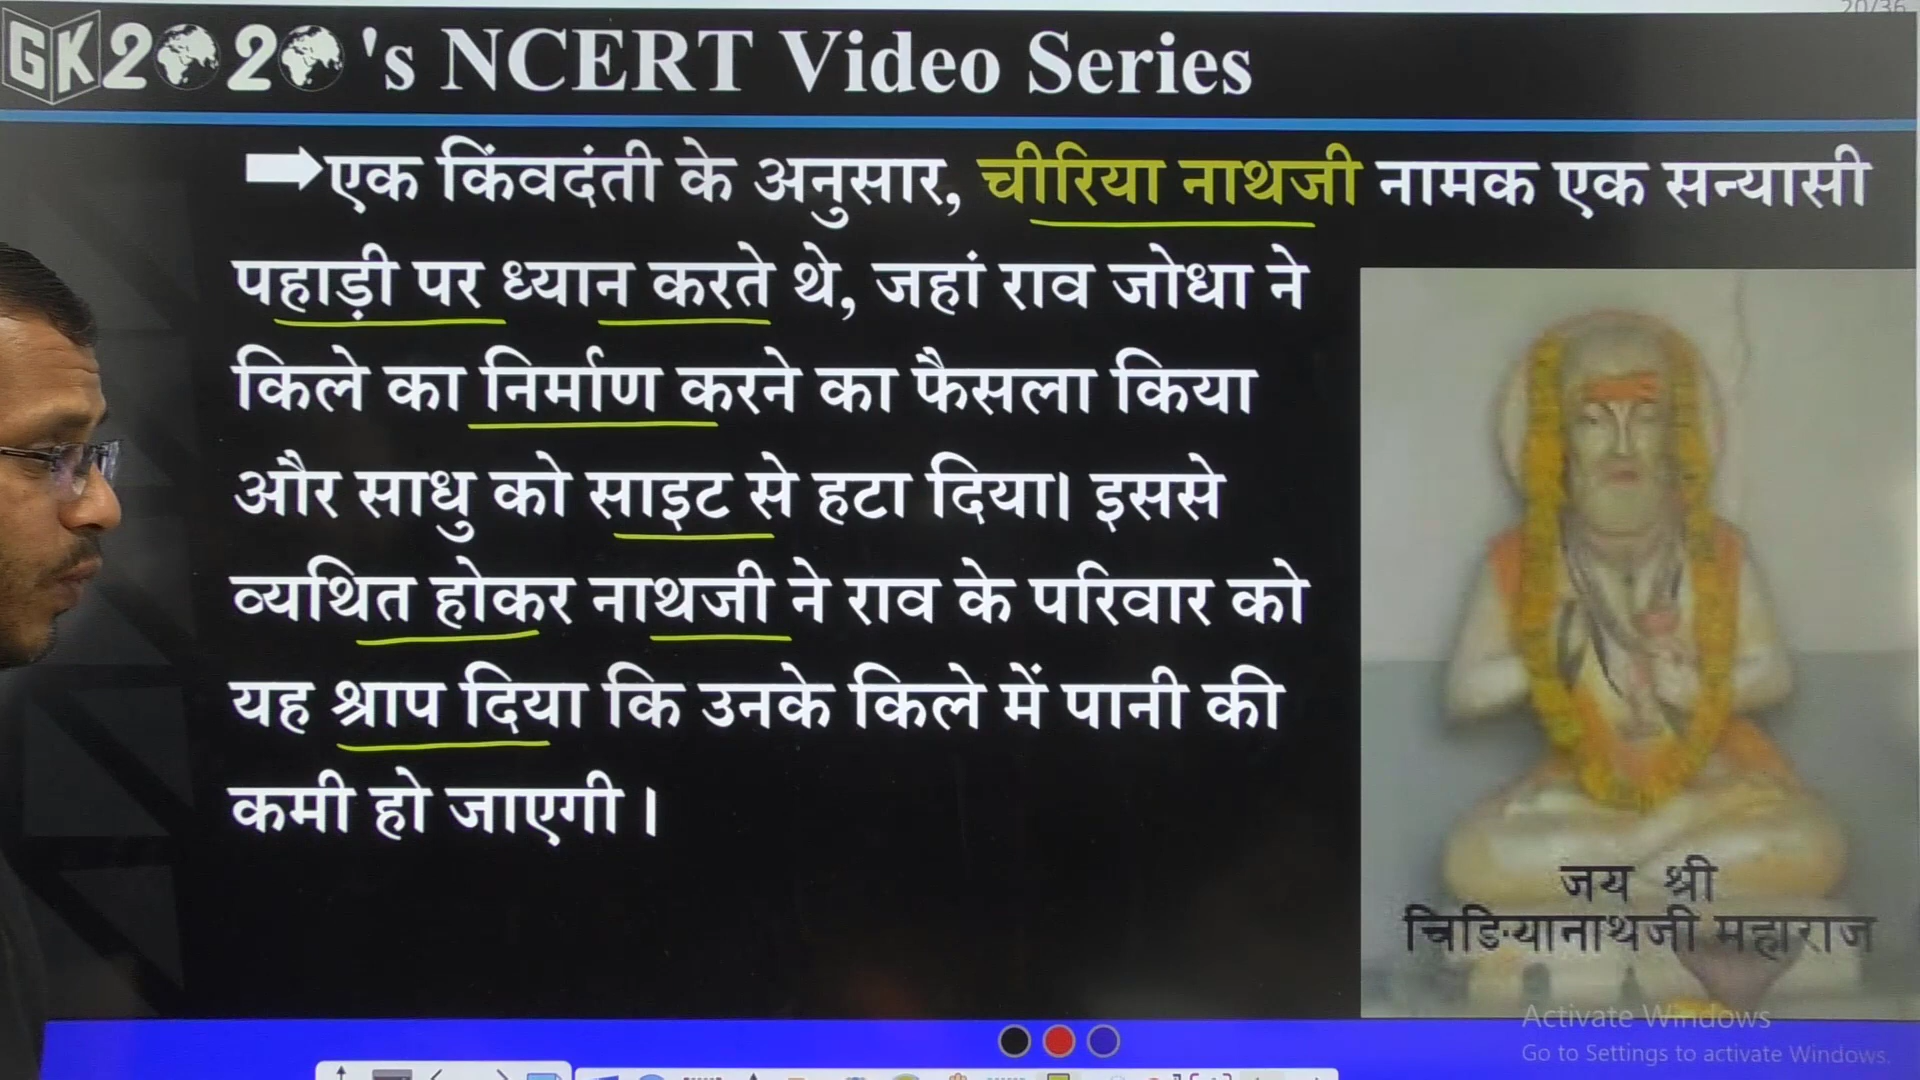 20/36
GK2020's NCERT Video Series
➡एक किंवदंती के अनुसार, चीरिया नाथजी नामक एक सन्यासी
पहाड़ी पर ध्यान करते थे, जहां राव जोधा ने
किले का निर्माण करने का फैसला किया
और साधु को साइट से हटा दिया। इससे
व्यथित होकर नाथजी ने राव के परिवार को
यह श्राप दिया कि उनके किले में पानी की
कमी हो जाएगी ।
जय श्री
चिडि़यानाथजी महाराज
Activate Windows
Go to Settings to activate Windows.